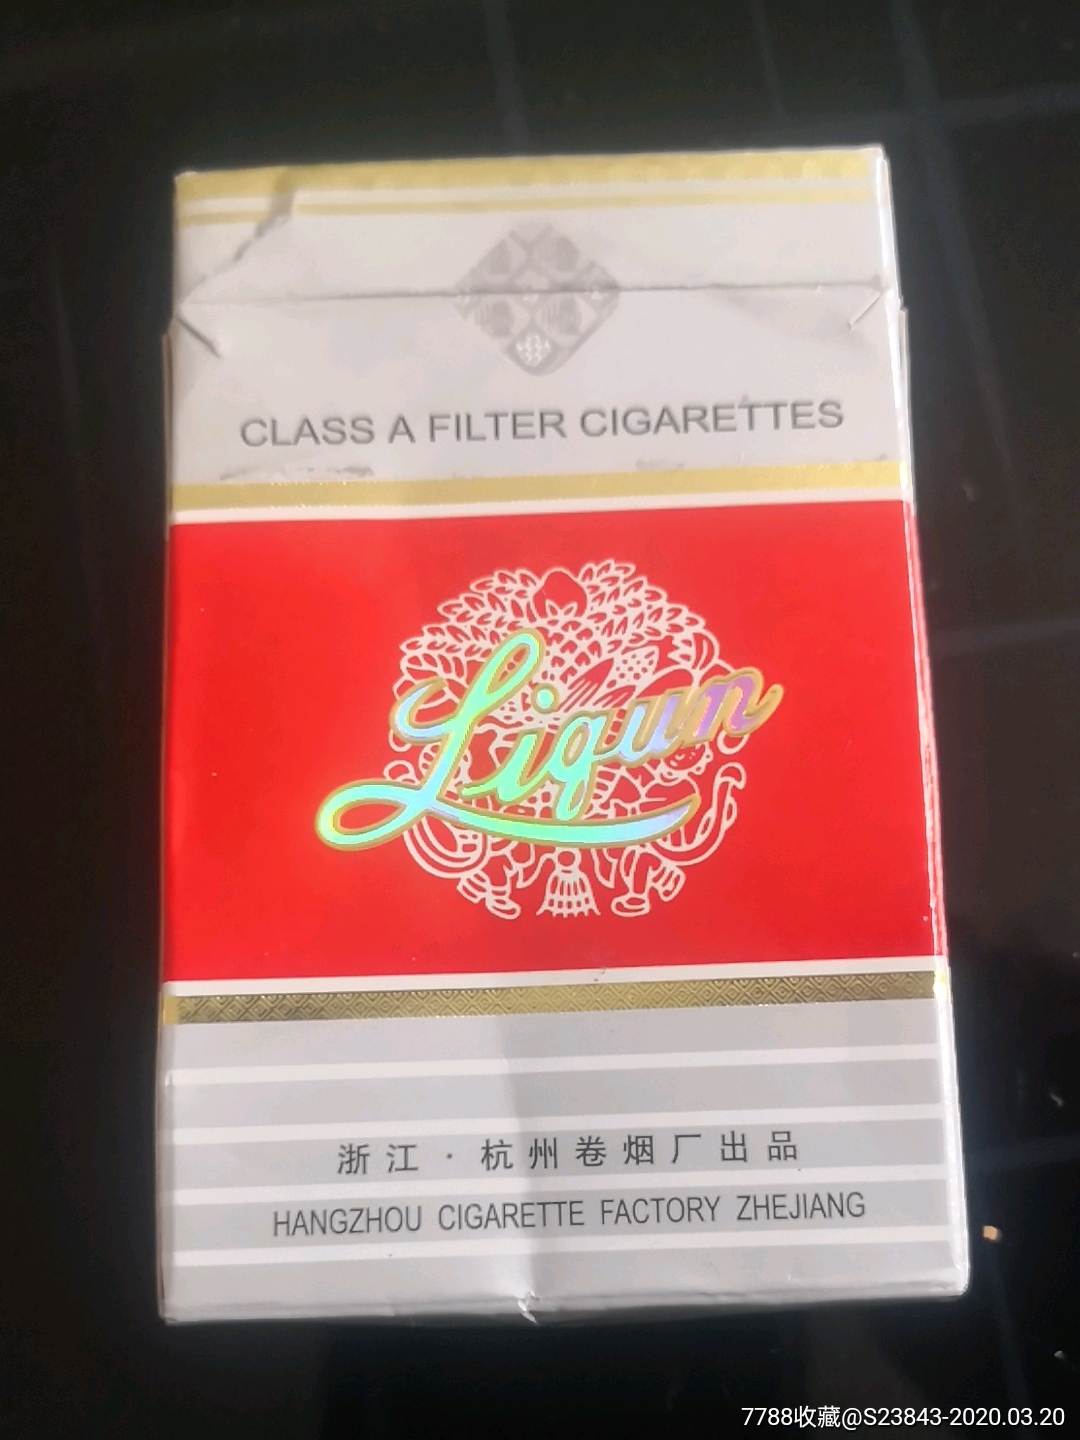 CLASS A FILTER CIGARETTES
Liqun
浙江·杭州卷烟厂出品
HANGZHOU CIGARETTE FACTORY ZHEJIANG
7788收藏@S23843-2020.03.20